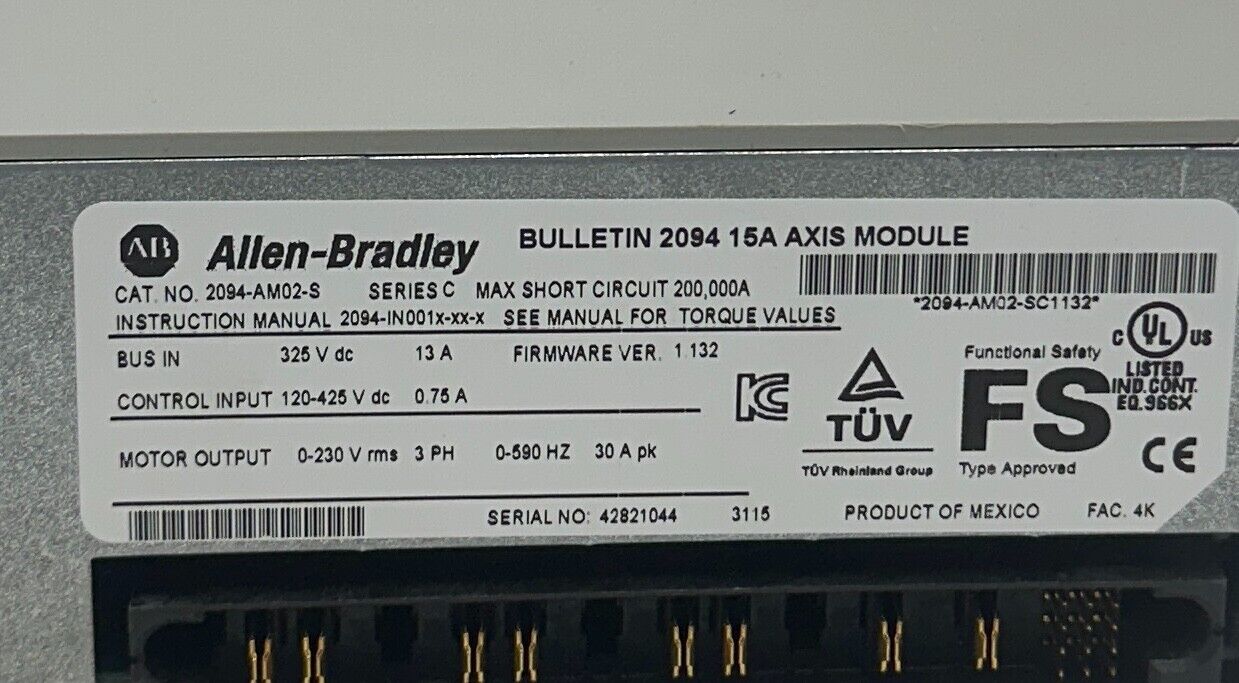 AB Allen-Bradley BULLETIN 2094 15A AXIS MODULE
CAT. NO. 2094-AM02-S SERIES C MAX SHORT CIRCUIT 200,000A
*2094-AM02-SC1132*
INSTRUCTION MANUAL 2094-IN001X-XX-X SEE MANUAL FOR TORQUE VALUES
BUS IN 325 V dc 13 A FIRMWARE VER. 1.132
CONTROL INPUT 120-425 V dc 0.75 A
MOTOR OUTPUT 0-230 V rms 3 PH 0-590 HZ 30 A pk
KC
TÜV
TÜV Rheinland Group
Functional Safety
FS
Type Approved
C UL US
LISTED
IND.CONT.
EQ.966X
CE
SERIAL NO: 42821044 3115 PRODUCT OF MEXICO FAC. 4K